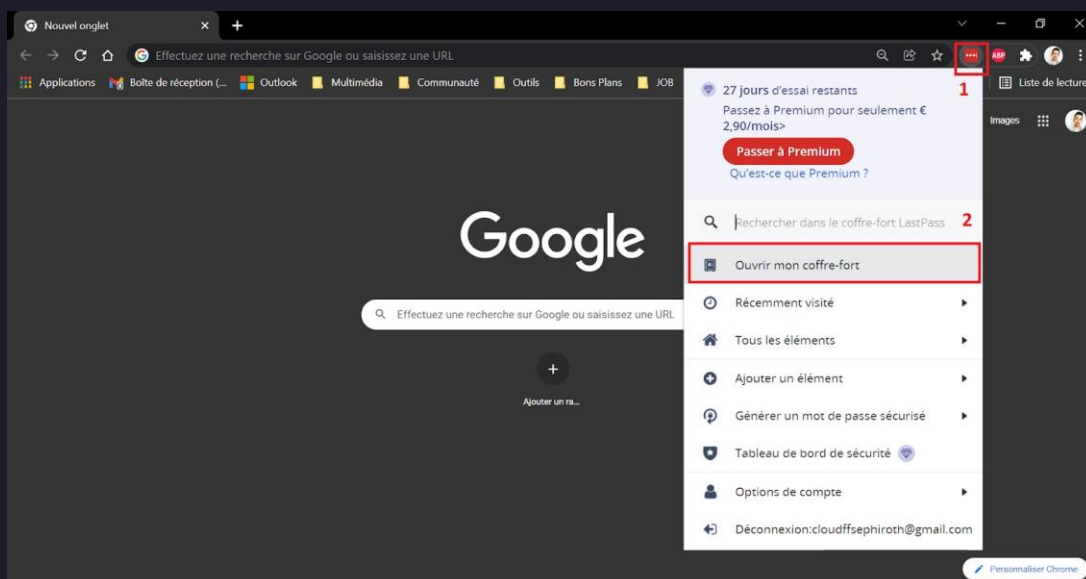 Nouvel onglet
Effectuez une recherche sur Google ou saisissez une URL
ABP
1
Applications
Boîte de réception (...
Outlook
Multimédia
Communauté
Outils
Bons Plans
JOB
Liste de lecture
27 jours d'essai restants
Passez à Premium pour seulement €
2,90/mois>
Passer à Premium
Qu'est-ce que Premium ?
Images
Rechercher dans le coffre-fort LastPass
2
Google
Ouvrir mon coffre-fort
Effectuez une recherche sur Google ou saisissez une URL
Récemment visité
Tous les éléments
Ajouter un ra...
Ajouter un élément
Générer un mot de passe sécurisé
Tableau de bord de sécurité
Options de compte
Déconnexion:cloudffsephiroth@gmail.com
Personnaliser Chrome